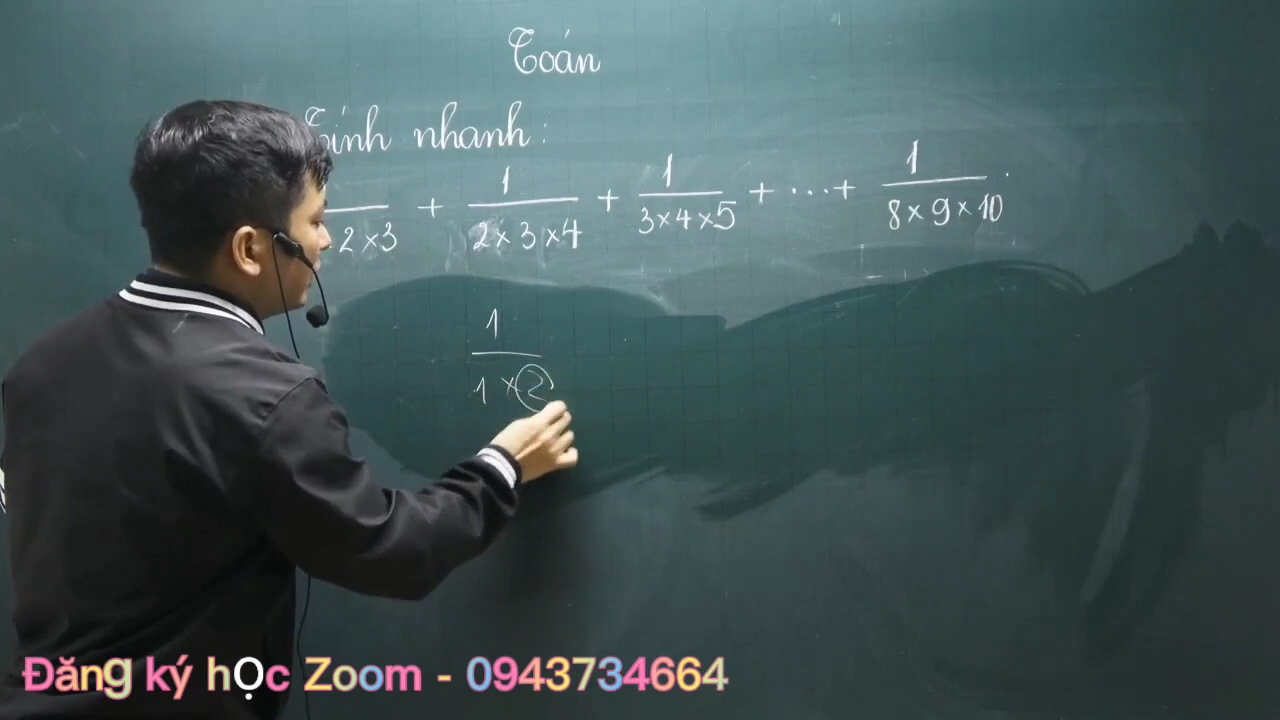 Toán
Tính nhanh:
2×3 + 1/2×3×4 + 1/3×4×5 + ...+ 1/8×9×10.
1/1×2
Đăng ký học Zoom - 0943734664